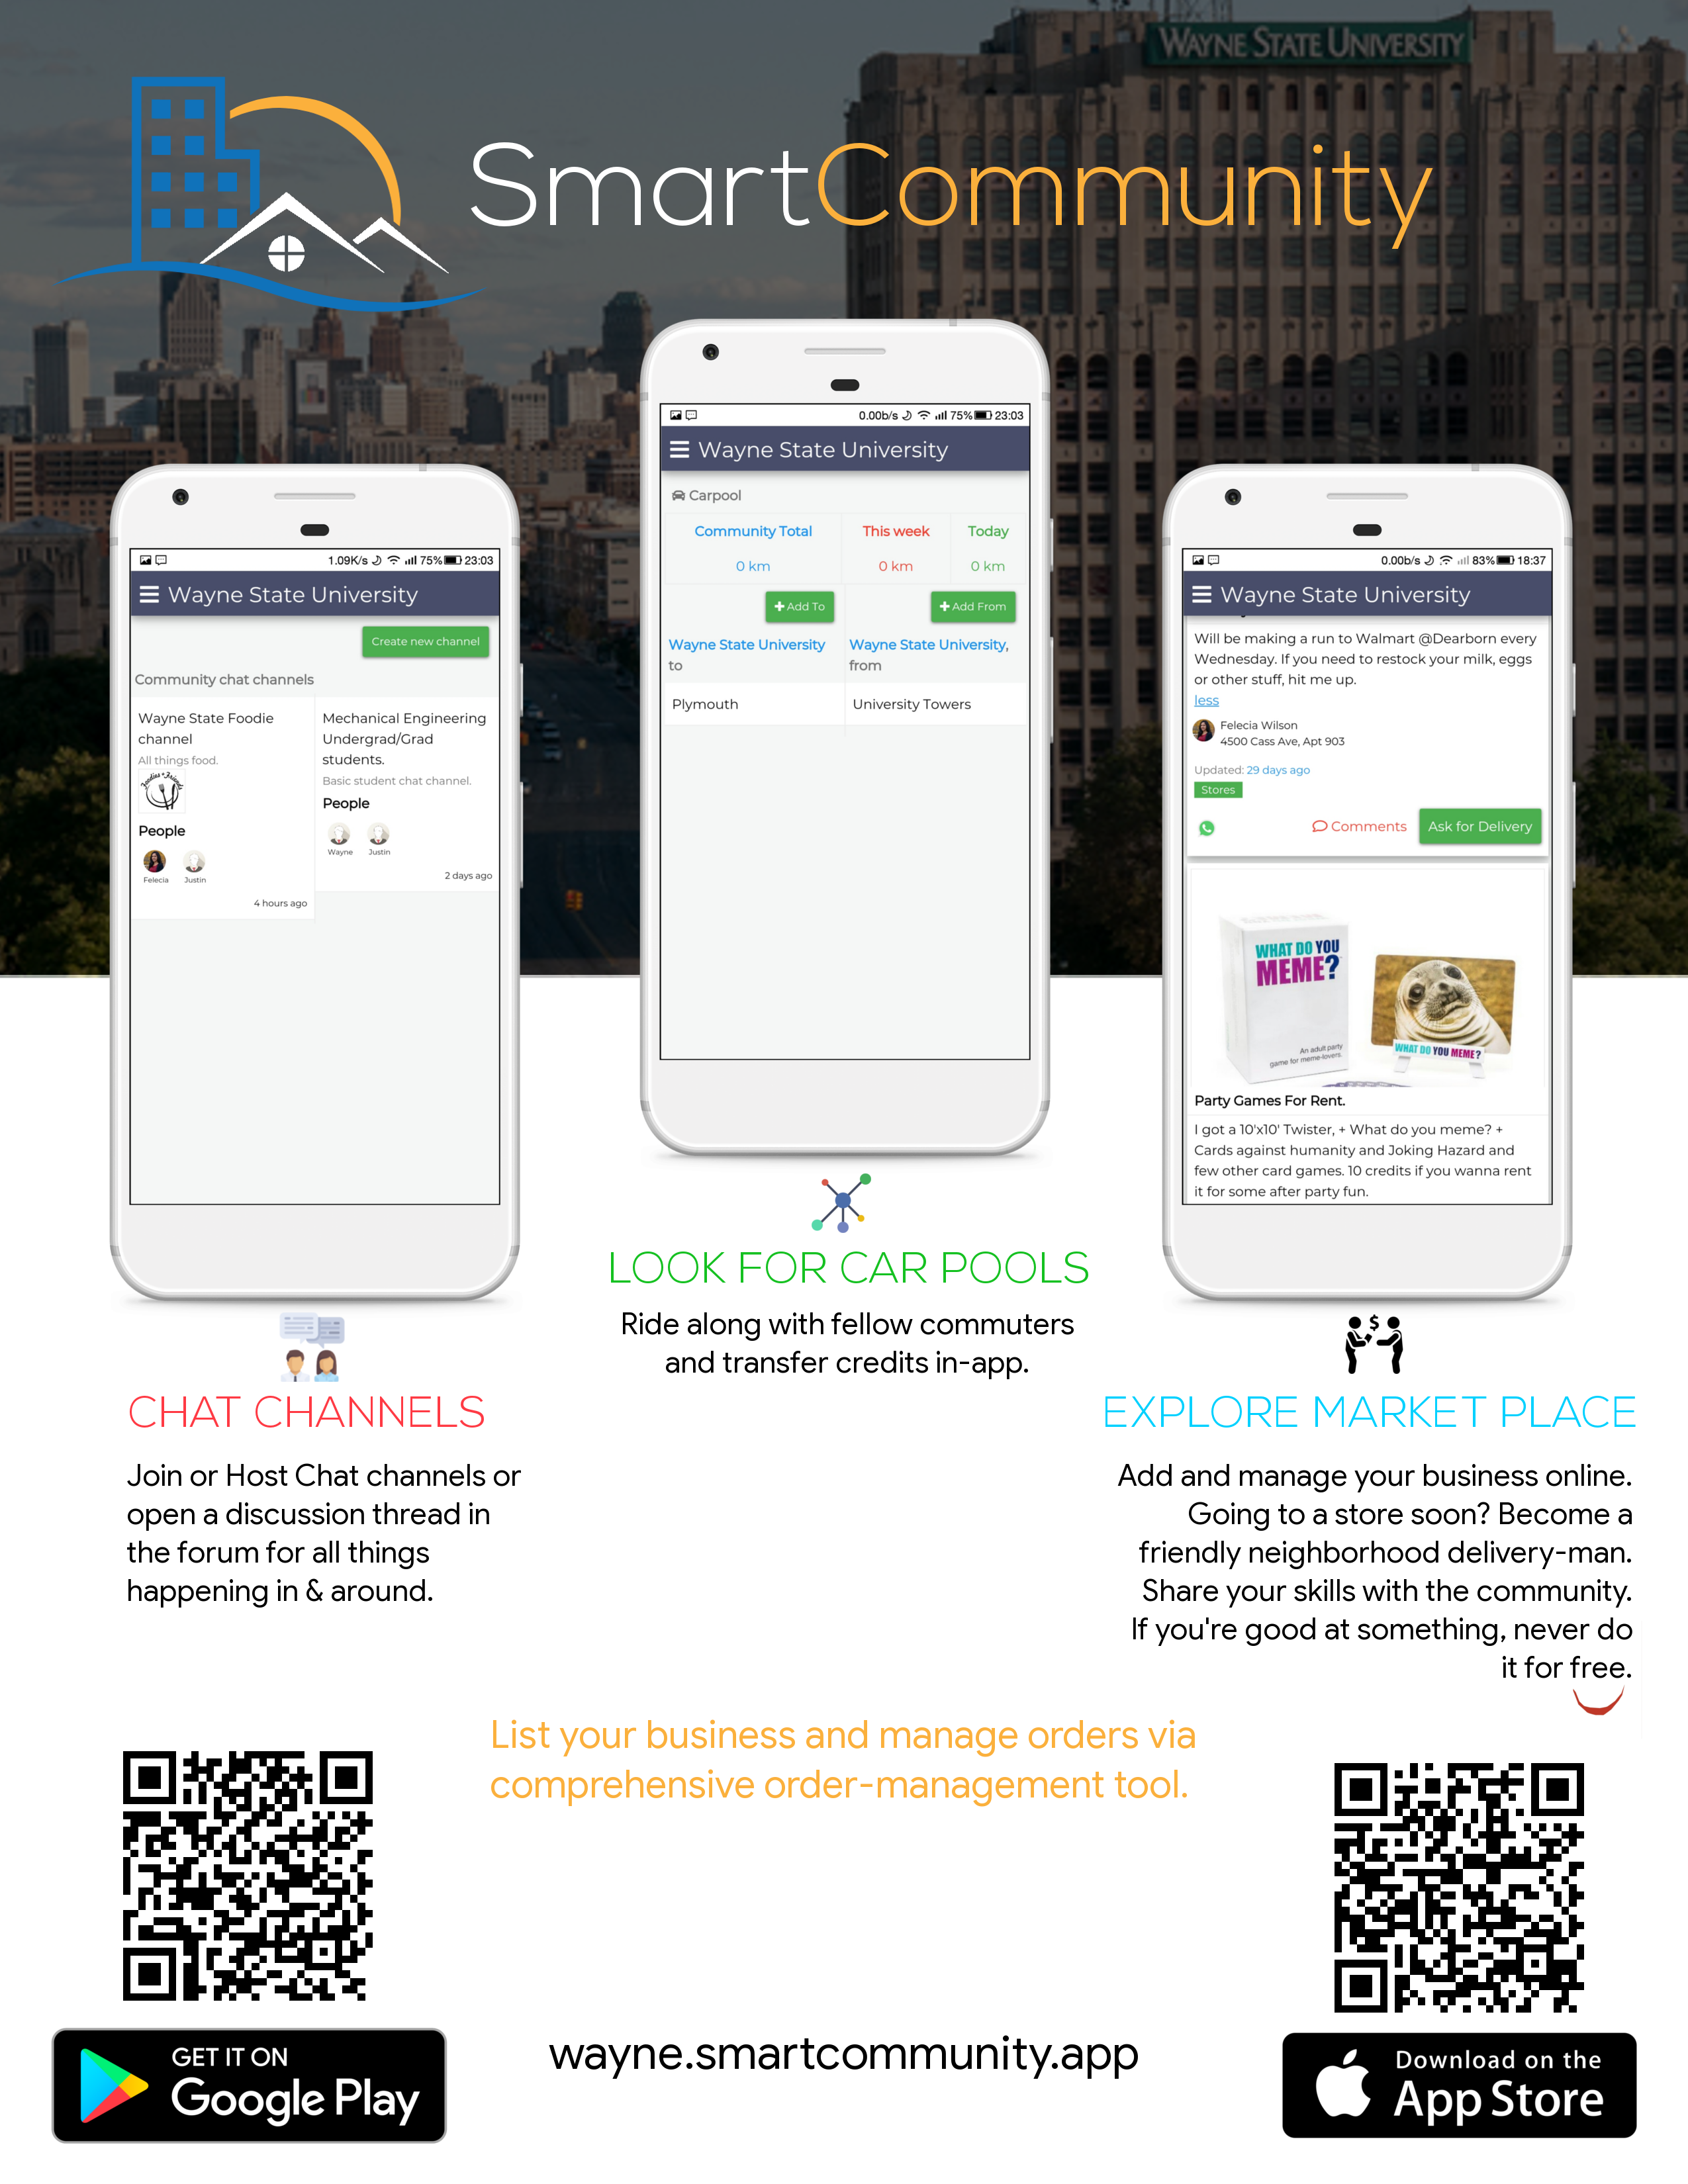 WAYNE STATE UNIVERSITY
SmartCommunity
1.09K/s 75% 23:03
Wayne State University
Create new channel
Community chat channels
Wayne State Foodie
channel
All things food.
People
Felecia Justin
4 hours ago
Mechanical Engineering
Undergrad/Grad
students.
Basic student chat channel.
People
Wayne Justin
2 days ago
0.00b/s 75% 23:03
Wayne State University
Carpool
Community Total This week Today
0 km 0 km 0 km
Add To Add From
Wayne State University
to
Wayne State University,
from
Plymouth University Towers
0.00b/s 83% 18:37
Wayne State University
Will be making a run to Walmart @Dearborn every
Wednesday. If you need to restock your milk, eggs
or other stuff, hit me up.
less
Felecia Wilson
4500 Cass Ave, Apt 903
Updated: 29 days ago
Stores
Comments Ask for Delivery
WHAT DO YOU
MEME?
An adult party
game for meme-lovers.
WHAT DO YOU MEME?
Party Games For Rent.
I got a 10'x10' Twister, + What do you meme? +
Cards against humanity and Joking Hazard and
few other card games. 10 credits if you wanna rent
it for some after party fun.
CHAT CHANNELS
Join or Host Chat channels or
open a discussion thread in
the forum for all things
happening in & around.
LOOK FOR CAR POOLS
Ride along with fellow commuters
and transfer credits in-app.
EXPLORE MARKET PLACE
Add and manage your business online.
Going to a store soon? Become a
friendly neighborhood delivery-man.
Share your skills with the community.
If you're good at something, never do
it for free.
List your business and manage orders via
comprehensive order-management tool.
GET IT ON
Google Play
wayne.smartcommunity.app
Download on the
App Store